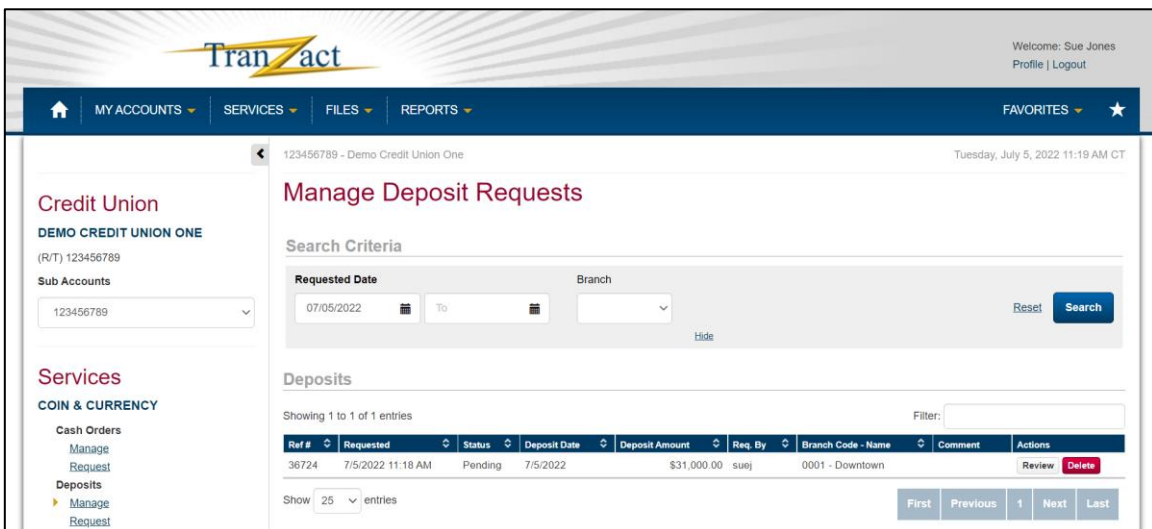 TranZact
Welcome: Sue Jones
Profile | Logout
MY ACCOUNTS SERVICES FILES REPORTS FAVORITES
123456789 - Demo Credit Union One Tuesday, July 5, 2022 11:19 AM CT
Credit Union
DEMO CREDIT UNION ONE
(R/T) 123456789
Sub Accounts
123456789
Services
COIN & CURRENCY
Cash Orders
Manage
Request
Deposits
Manage
Request
Manage Deposit Requests
Search Criteria
Requested Date Branch
07/05/2022 To
Reset Search
Hide
Deposits
Showing 1 to 1 of 1 entries Filter:
Ref # Requested Status Deposit Date Deposit Amount Req. By Branch Code - Name Comment Actions
36724 7/5/2022 11:18 AM Pending 7/5/2022 $31,000.00 suej 0001 - Downtown Review Delete
Show 25 entries First Previous 1 Next Last